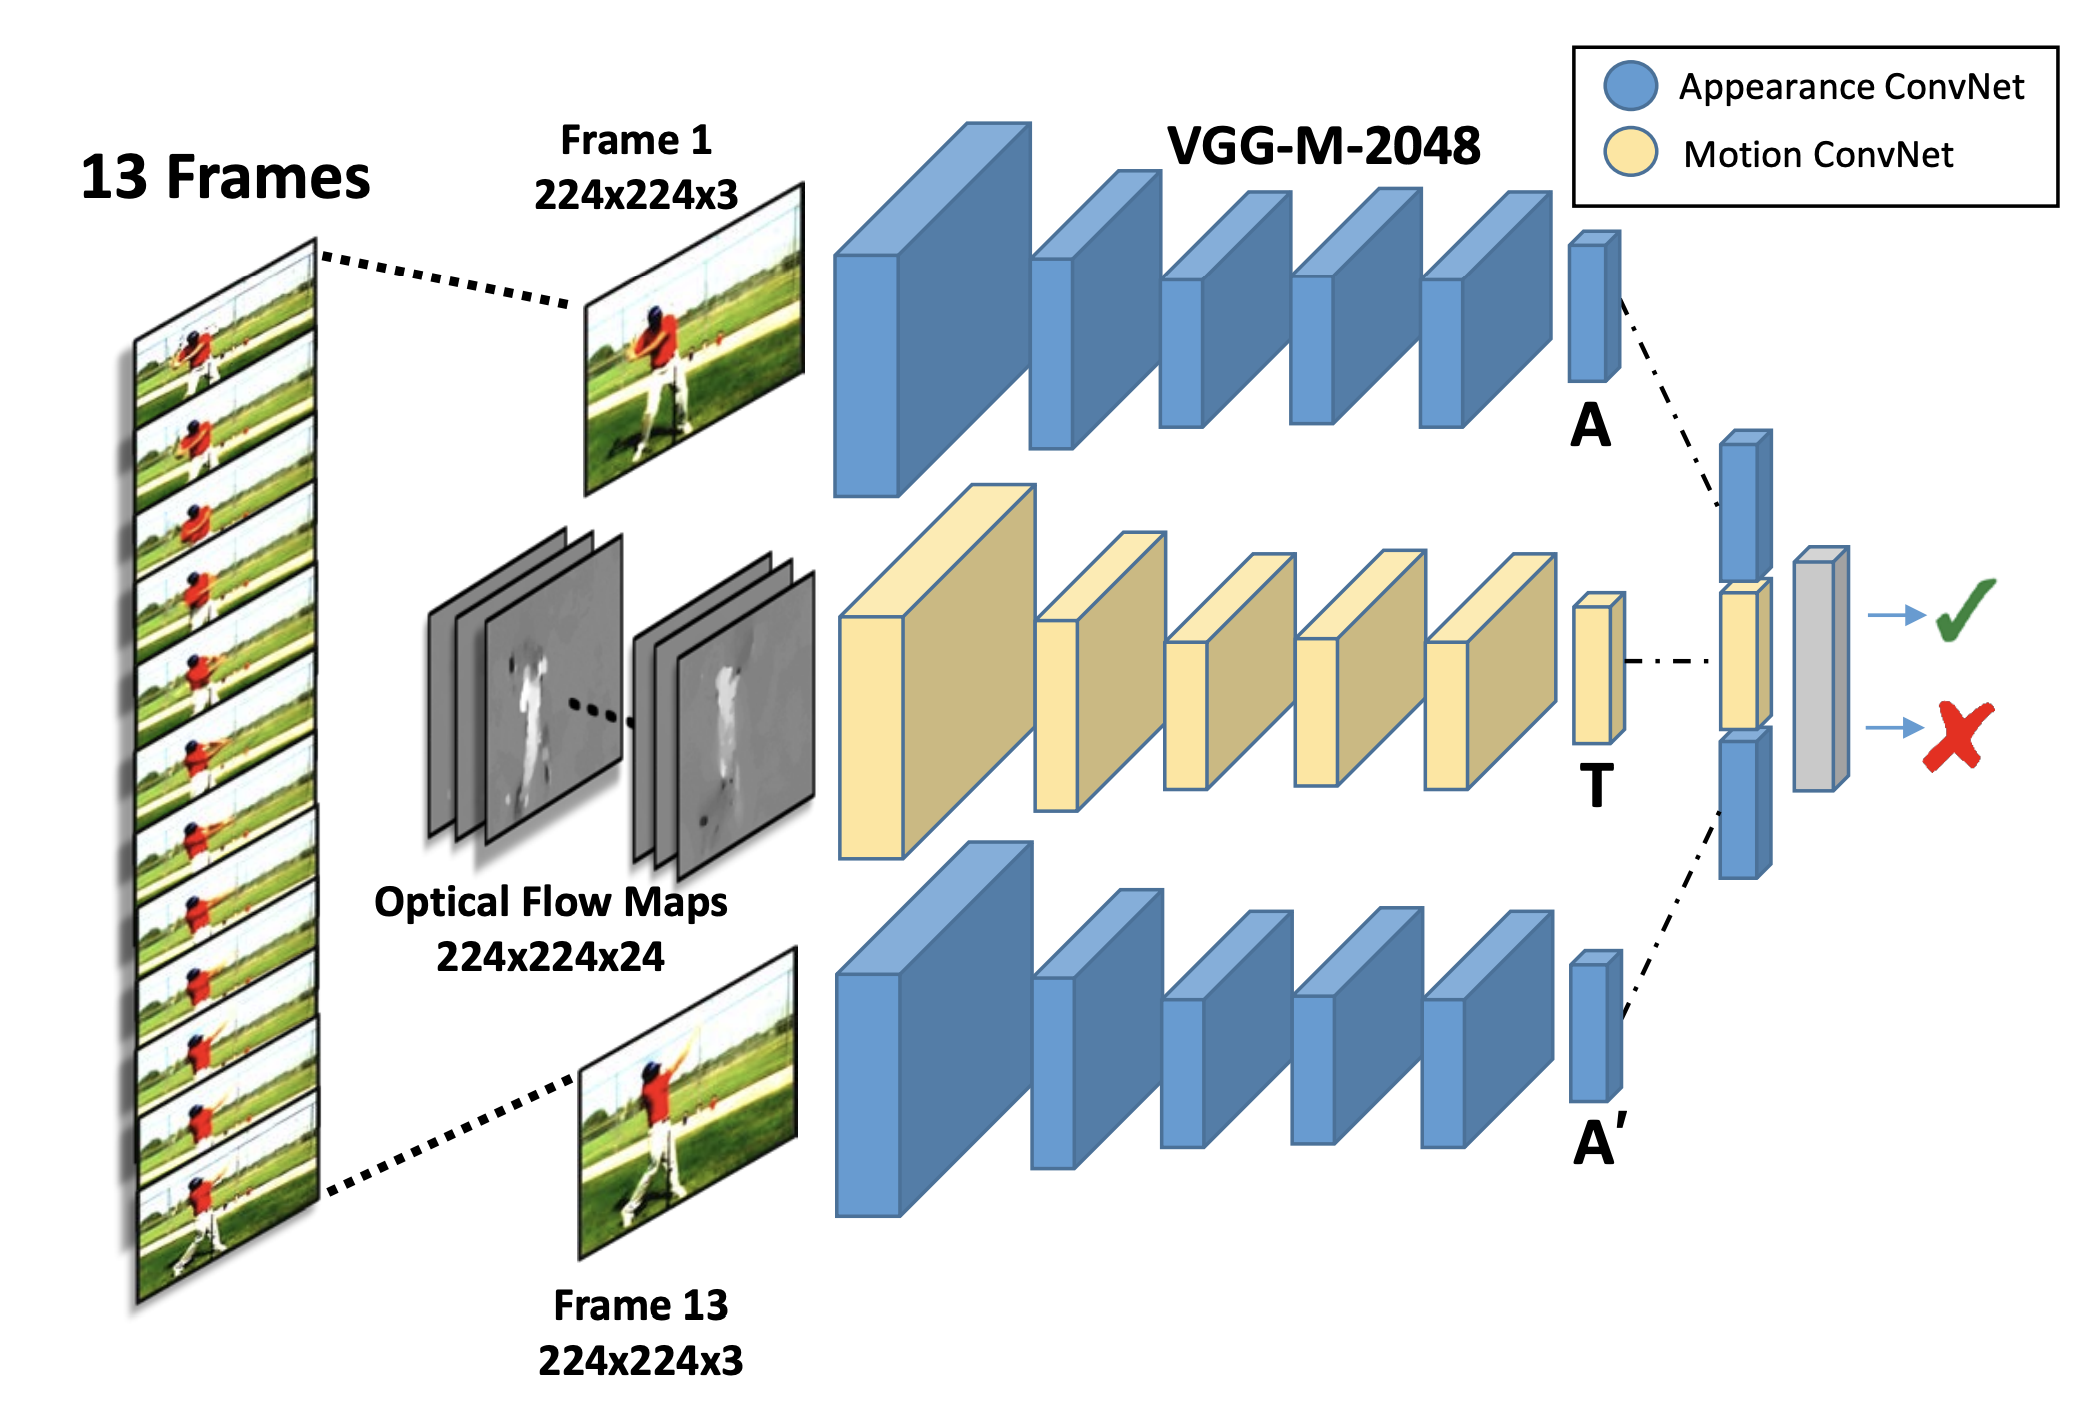 13 Frames
Frame 1
224x224x3
VGG-M-2048
Appearance ConvNet
Motion ConvNet
A
Optical Flow Maps
224x224x24
T
Frame 13
224x224x3
A'